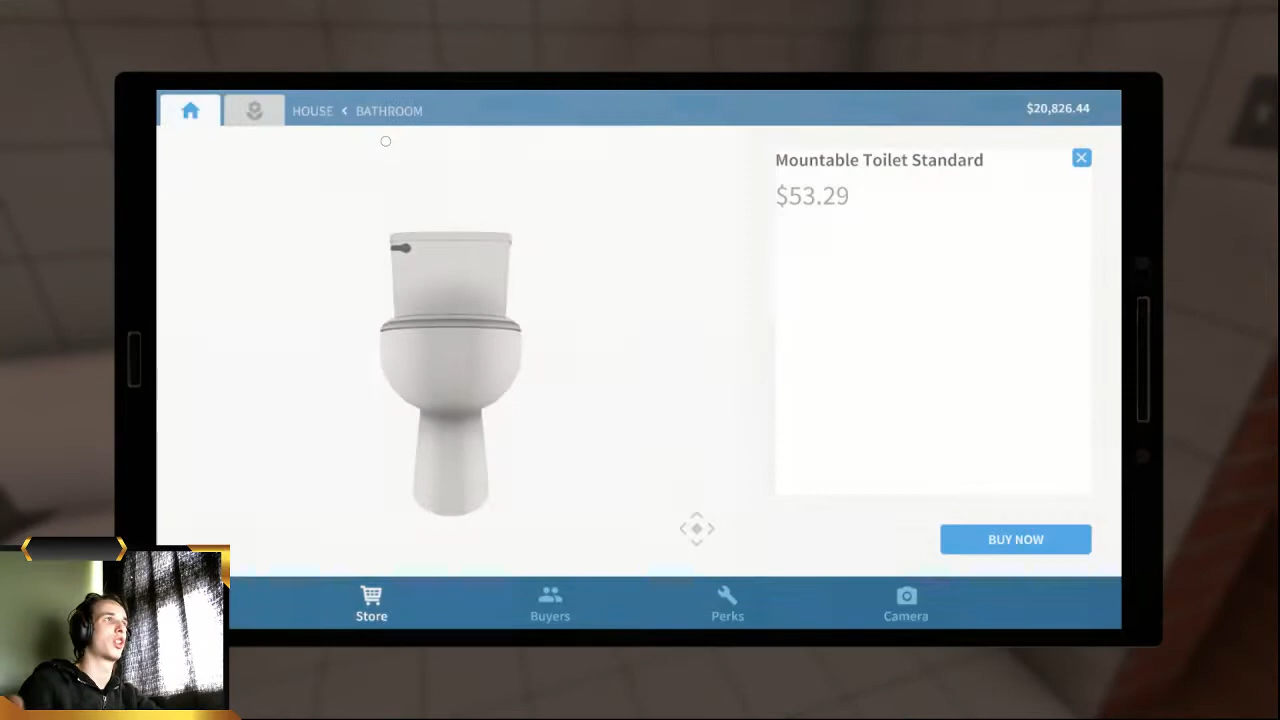 HOUSE < BATHROOM
$20,826.44
Mountable Toilet Standard
$53.29
BUY NOW
Store
Buyers
Perks
Camera